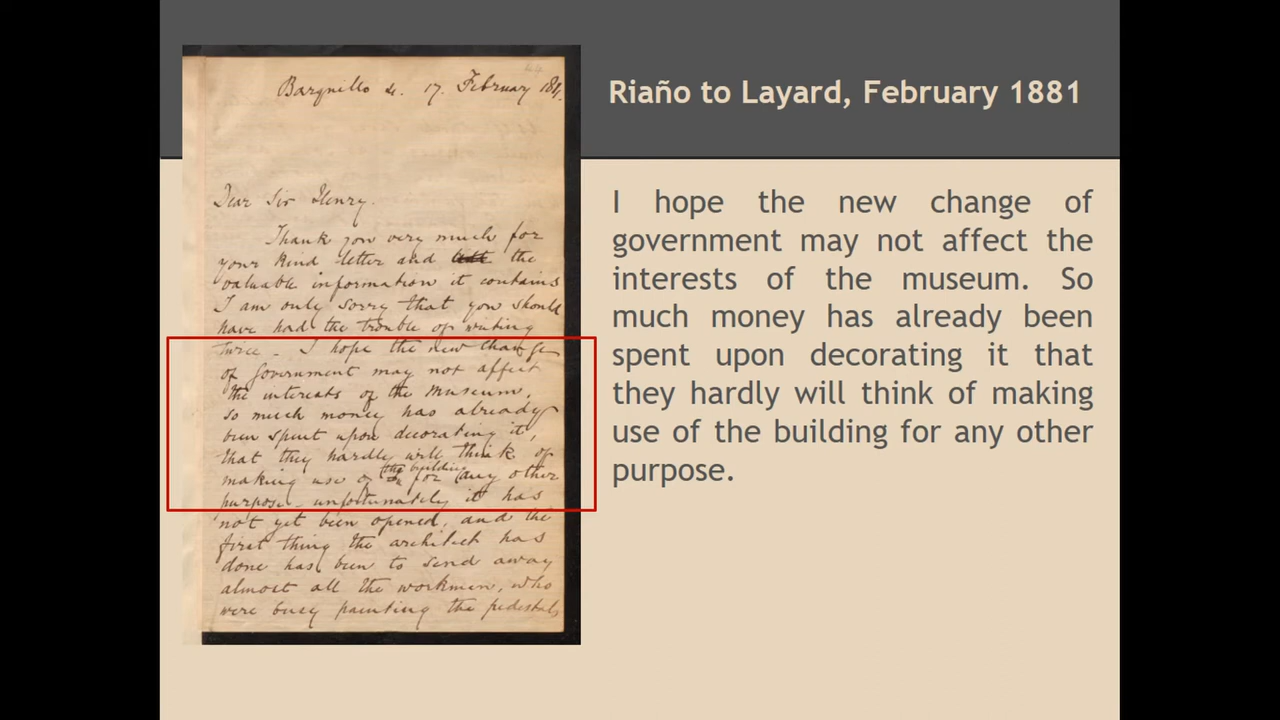 Barquillo 4. 17. February 1881.
Dear Sir Henry.
Thank you very much for
your kind letter and the
valuable information it contains
I am only sorry that you should
have had the trouble of writing
twice - I hope the new change
of government may not affect
the interests of the museum.
so much money has already
been spent upon decorating it,
that they hardly will think of
making use of the building for any other
purpose - unfortunately it has
not yet been opened, and the
first thing the architect has
done has been to send away
almost all the workmen, who
were busy painting the pedestals,
Riaño to Layard, February 1881
I hope the new change of
government may not affect the
interests of the museum. So
much money has already been
spent upon decorating it that
they hardly will think of making
use of the building for any other
purpose.